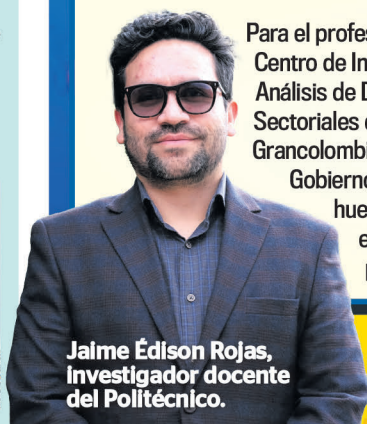 Para el profes
Centro de In
Análisis de D
Sectoriales
Grancolombi
Gobierno
hue
e
Jaime Édison Rojas,
investigador docente
del Politécnico.